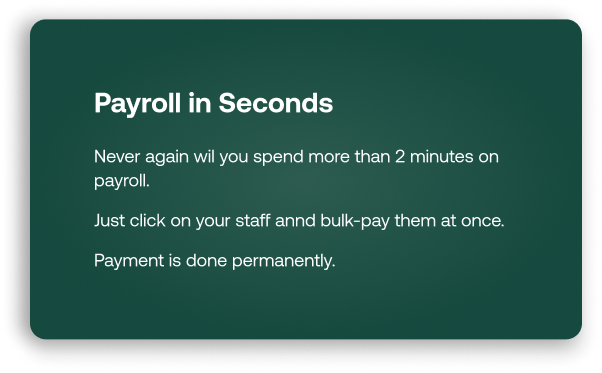 Payroll in Seconds
Never again wil you spend more than 2 minutes on
payroll.
Just click on your staff annd bulk-pay them at once.
Payment is done permanently.